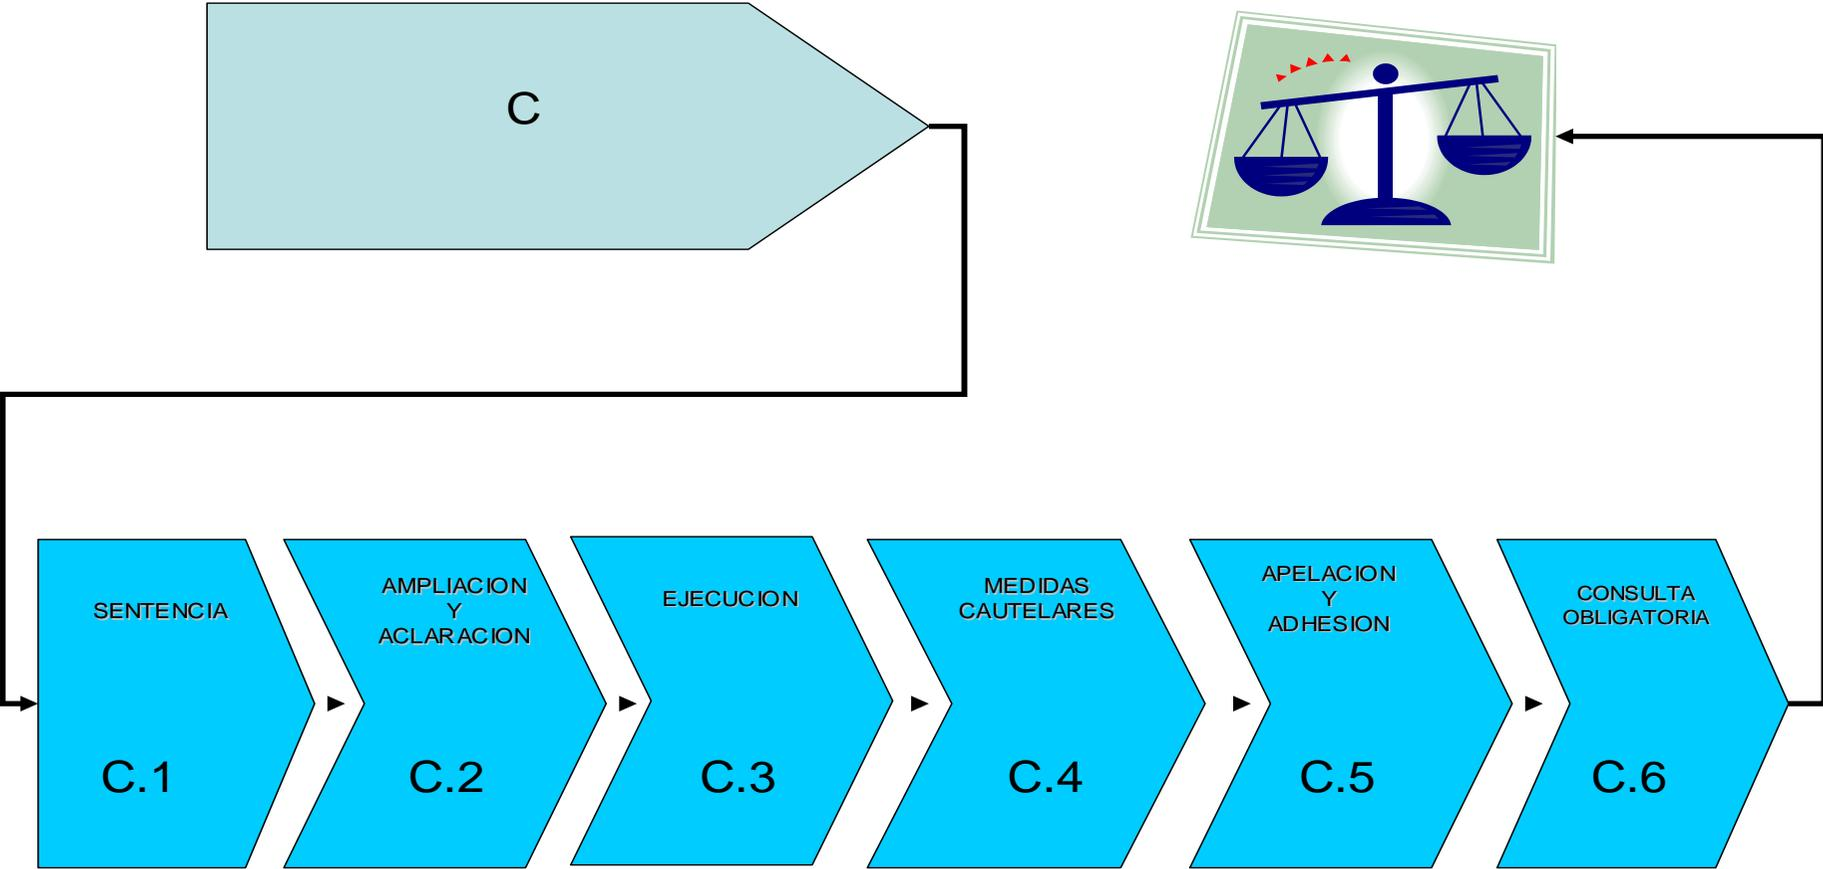 C
SENTENCIA
C.1
AMPLIACION
Y
ACLARACION
C.2
EJECUCION
C.3
MEDIDAS
CAUTELARES
C.4
APELACION
Y
ADHESION
C.5
CONSULTA
OBLIGATORIA
C.6